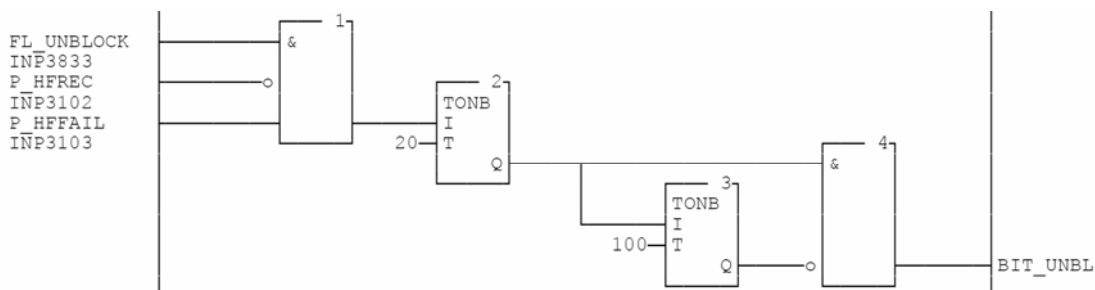 1
FL_UNBLOCK
&
INP3833
P_HFREC
2
INP3102
TONB
P_HFFAIL
I
INP3103
20
T
4
Q
&
3
TONB
I
100
T
Q
BIT_UNBL